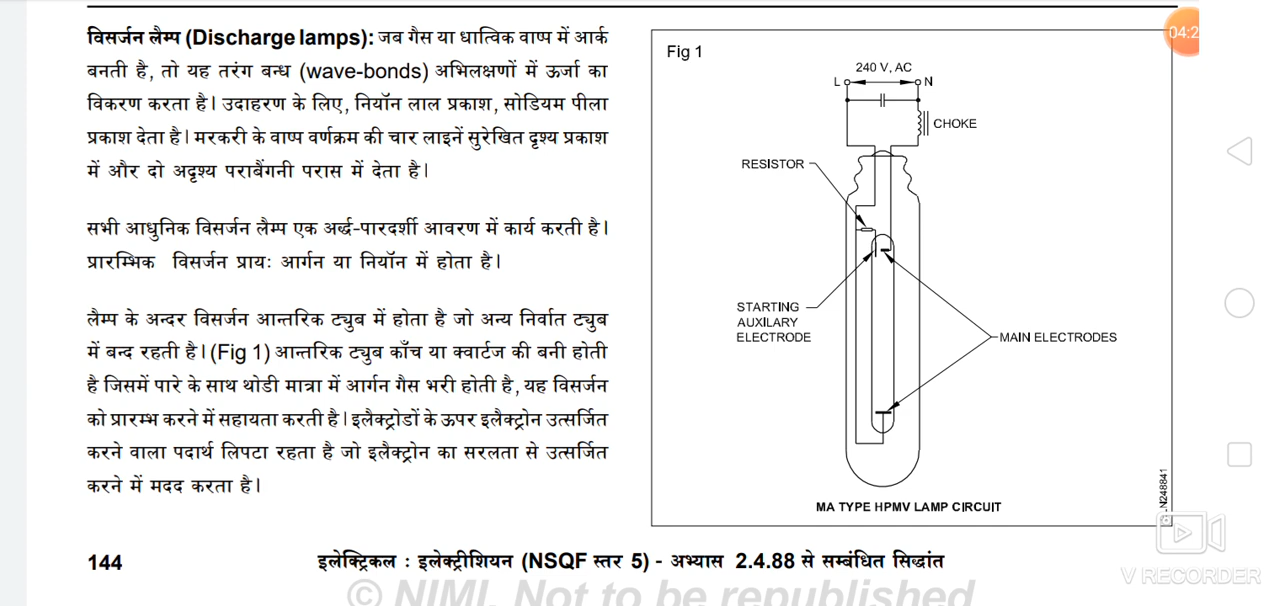 विसर्जन लैम्प (Discharge lamps): जब गैस या धात्विक वाष्प में आर्क
बनती है, तो यह तरंग बन्ध (wave-bonds) अभिलक्षणों में ऊर्जा का
विकरण करता है। उदाहरण के लिए, नियॉन लाल प्रकाश, सोडियम पीला
प्रकाश देता है। मरकरी के वाष्प वर्णक्रम की चार लाइनें सुरेखित दृश्य प्रकाश
में और दो अदृश्य पराबैंगनी परास में देता है।
सभी आधुनिक विसर्जन लैम्प एक अर्द्ध-पारदर्शी आवरण में कार्य करती है।
प्रारम्भिक विसर्जन प्रायः आर्गन या नियॉन में होता है।
लैम्प के अन्दर विसर्जन आन्तरिक ट्युब में होता है जो अन्य निर्वात ट्युब
में बन्द रहती है। (Fig 1) आन्तरिक ट्युब काँच या क्वार्टज की बनी होती
है जिसमें पारे के साथ थोडी मात्रा में आर्गन गैस भरी होती है, यह विसर्जन
को प्रारम्भ करने में सहायता करती है। इलैक्ट्रोडों के ऊपर इलैक्ट्रोन उत्सर्जित
करने वाला पदार्थ लिपटा रहता है जो इलैक्ट्रोन का सरलता से उत्सर्जित
करने में मदद करता है।
Fig 1
240 V, AC
L N
CHOKE
RESISTOR
STARTING
AUXILARY
ELECTRODE
MAIN ELECTRODES
MA TYPE HPMV LAMP CIRCUIT
04:2
144 इलेक्ट्रिकल : इलेक्ट्रीशियन (NSQF स्तर 5) - अभ्यास 2.4.88 से सम्बंधित सिद्धांत
© NIMI. Not to be republished
V RECORDER